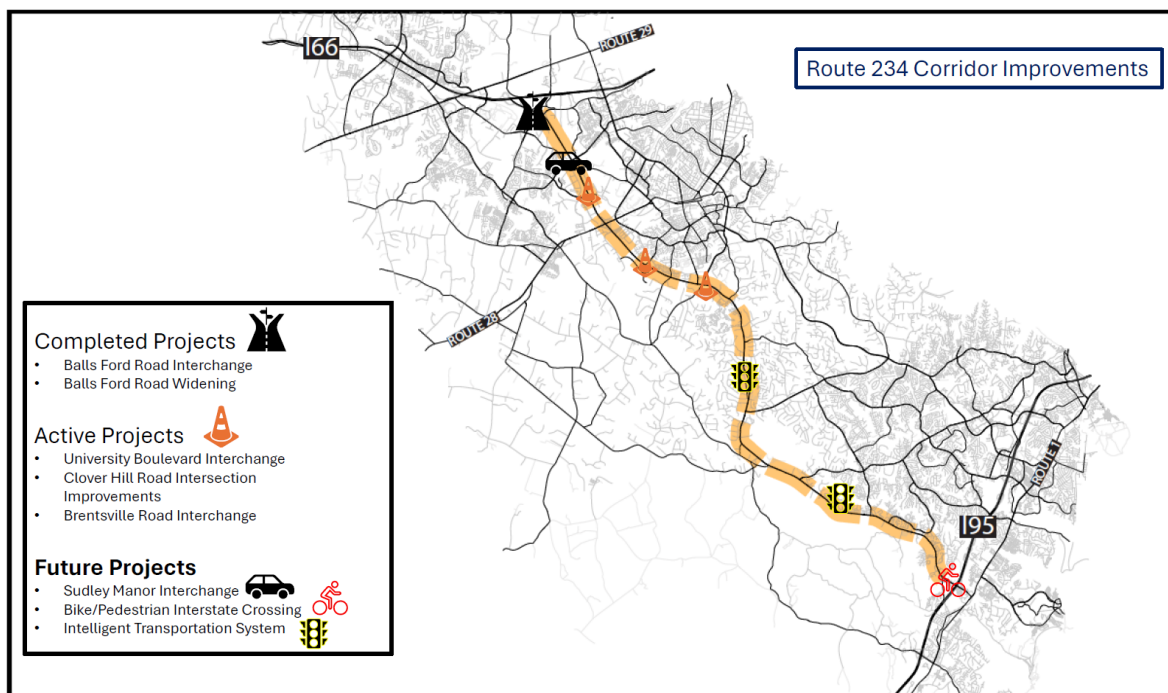 I66
ROUTE 29
Route 234 Corridor Improvements
ROUTE 28
ROUTE 1
I95
Completed Projects
• Balls Ford Road Interchange
• Balls Ford Road Widening
Active Projects
• University Boulevard Interchange
• Clover Hill Road Intersection
Improvements
• Brentsville Road Interchange
Future Projects
• Sudley Manor Interchange
• Bike/Pedestrian Interstate Crossing
• Intelligent Transportation System